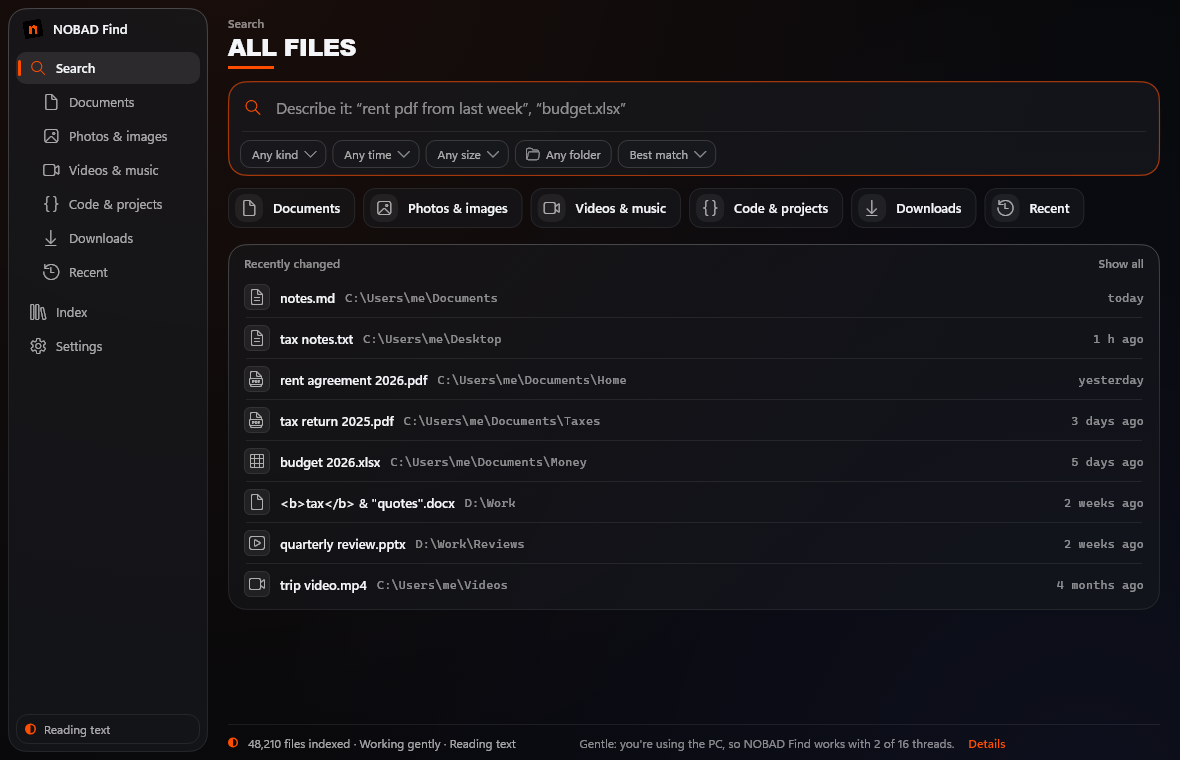 NOBAD Find
Search
Documents
Photos & images
Videos & music
Code & projects
Downloads
Recent
Index
Settings
Reading text
Search
ALL FILES
Describe it: “rent pdf from last week”, “budget.xlsx”
Any kind Any time Any size Any folder Best match
Documents Photos & images Videos & music Code & projects Downloads Recent
Recently changed Show all
notes.md C:\Users\me\Documents today
tax notes.txt C:\Users\me\Desktop 1 h ago
rent agreement 2026.pdf C:\Users\me\Documents\Home yesterday
tax return 2025.pdf C:\Users\me\Documents\Taxes 3 days ago
budget 2026.xlsx C:\Users\me\Documents\Money 5 days ago
<b>tax</b> & "quotes".docx D:\Work 2 weeks ago
quarterly review.pptx D:\Work\Reviews 2 weeks ago
trip video.mp4 C:\Users\me\Videos 4 months ago
48,210 files indexed · Working gently · Reading text Gentle: you're using the PC, so NOBAD Find works with 2 of 16 threads. Details